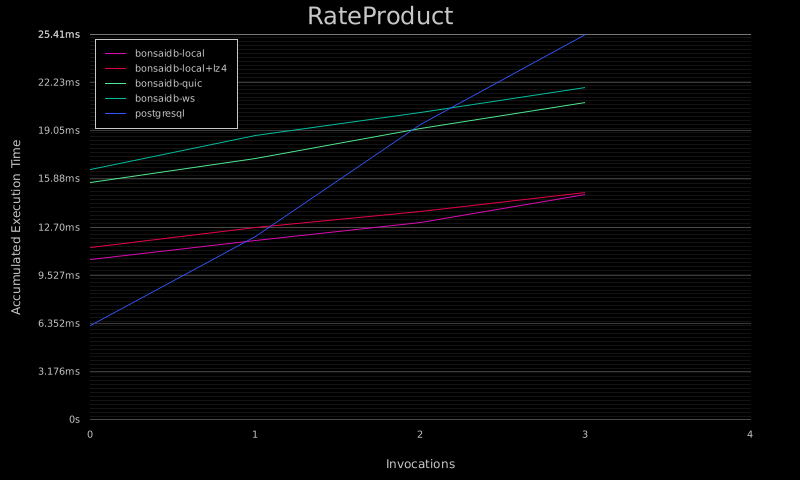 RateProduct
25.41ms
22.23ms
19.05ms
15.88ms
12.70ms
9.527ms
6.352ms
3.176ms
0s
Accumulated Execution Time
bonsaidb-local
bonsaidb-local+lz4
bonsaidb-quic
bonsaidb-ws
postgresql
0 1 2 3 4
Invocations